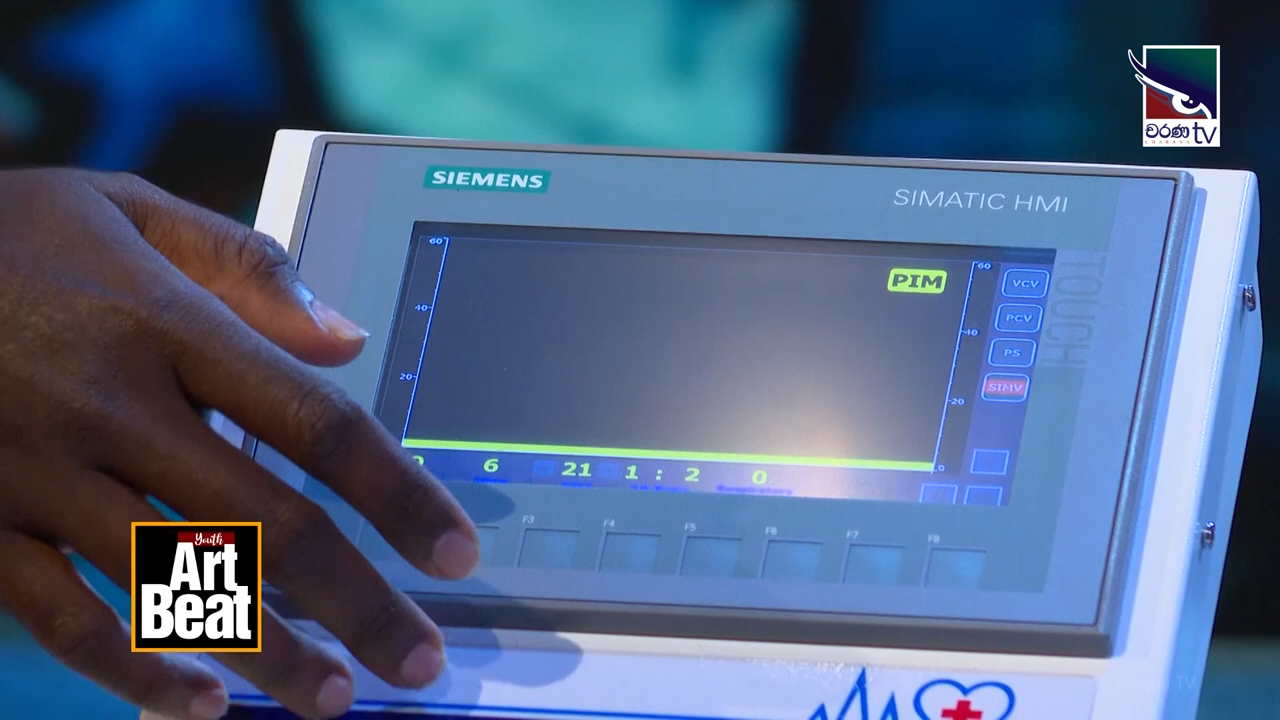 චරණ tv
CHARANA
SIEMENS
SIMATIC HMI
TOUCH
60
40
20
PIM
60
40
20
0
VCV
PCV
PS
SIMV
6 21 1 : 2 0
F3 F4 F5 F6 F7 F8
Youth
Art
Beat